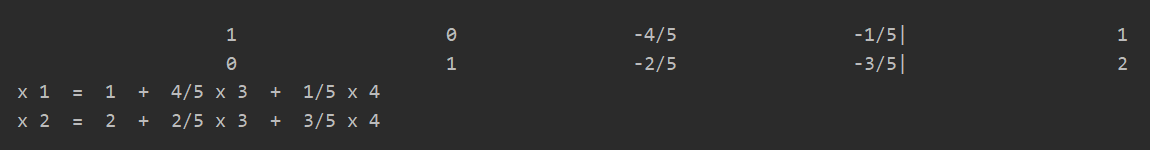 1 0 -4/5 -1/5| 1
0 1 -2/5 -3/5| 2
x 1 = 1 + 4/5 x 3 + 1/5 x 4
x 2 = 2 + 2/5 x 3 + 3/5 x 4